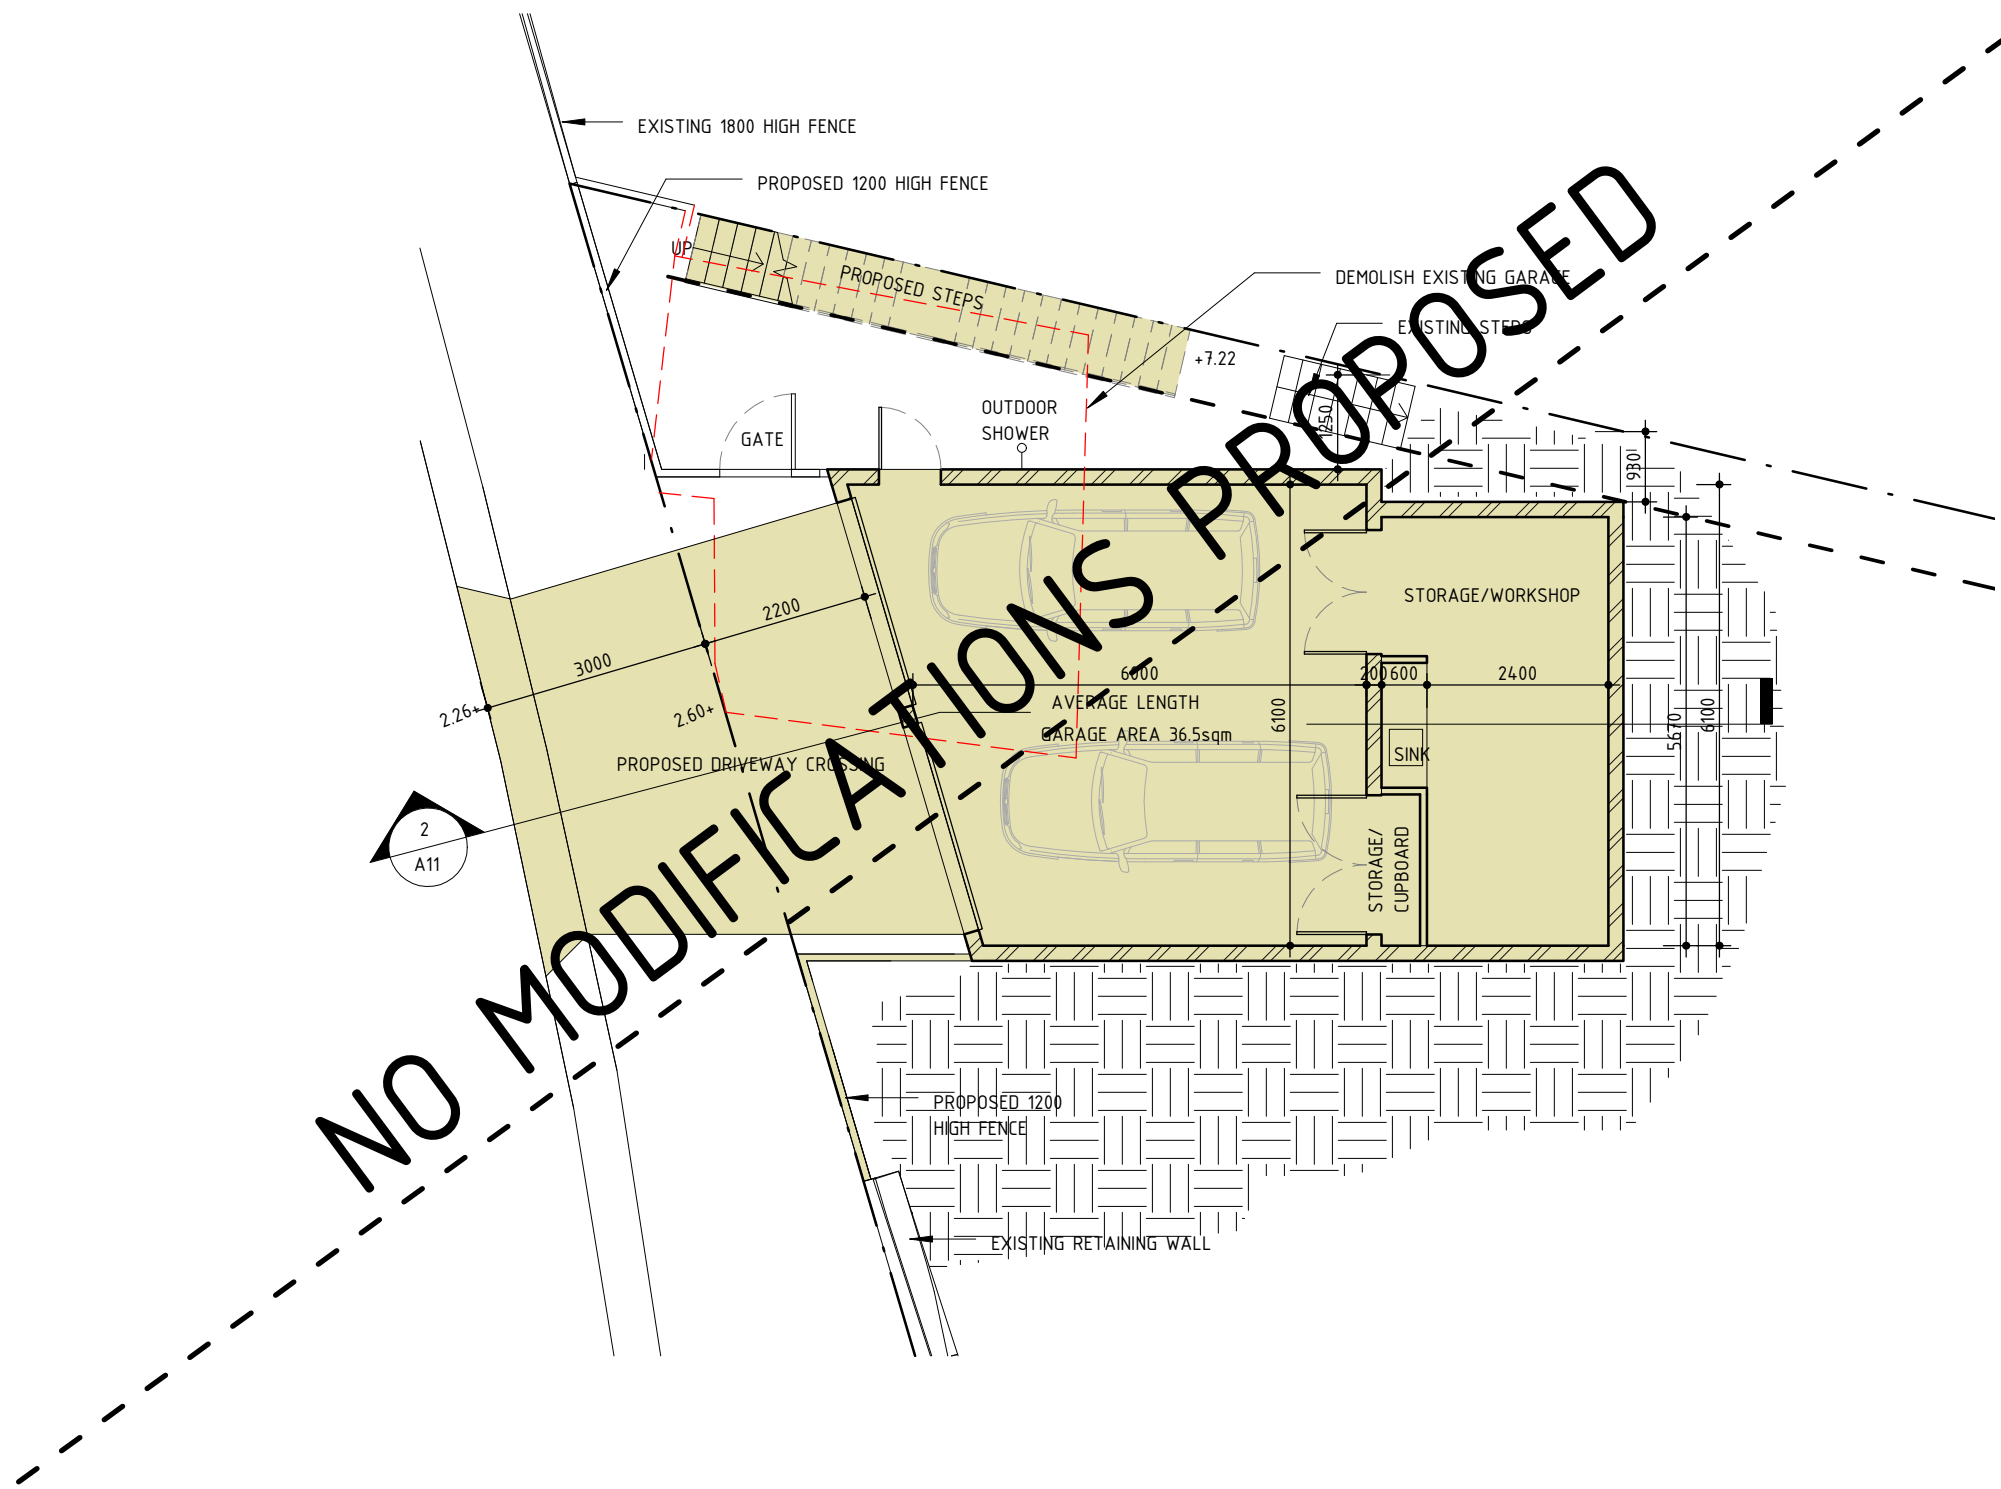 EXISTING 1800 HIGH FENCE
PROPOSED 1200 HIGH FENCE
UP
PROPOSED STEPS
DEMOLISH EXISTING GARAGE
EXISTING STEPS
+7.22
1250
930
OUTDOOR
SHOWER
GATE
STORAGE/WORKSHOP
2200
3000
6000
200
600
2400
2.26+
2.60+
AVERAGE LENGTH
GARAGE AREA 36.5sqm
6100
5670
6100
SINK
PROPOSED DRIVEWAY CROSSING
2
A11
STORAGE/
CUPBOARD
NO MODIFICATIONS PROPOSED
PROPOSED 1200
HIGH FENCE
EXISTING RETAINING WALL